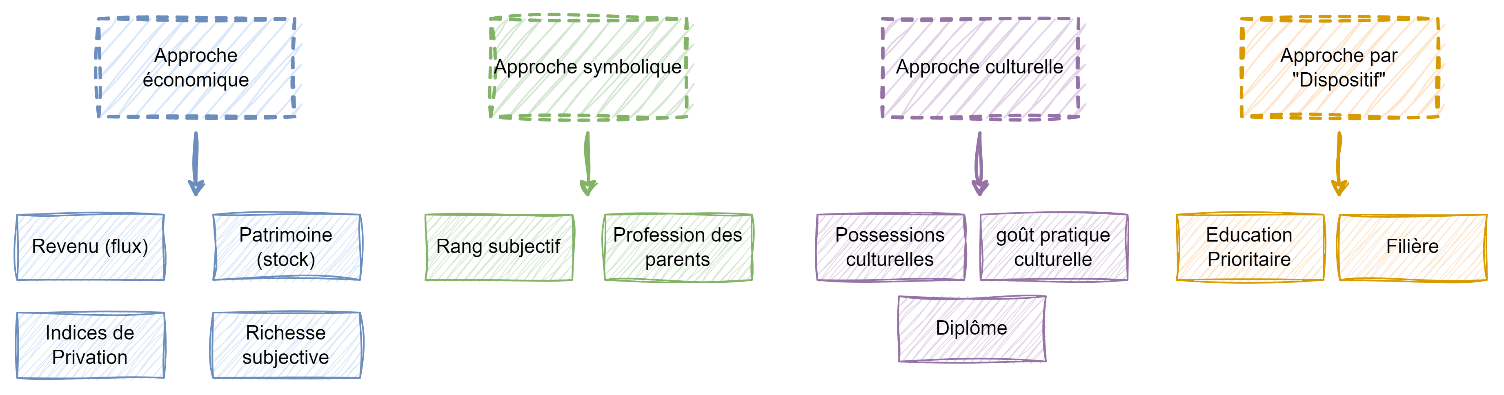 Approche
économique
Approche symbolique
Approche culturelle
Approche par
"Dispositif"
Revenu (flux)
Patrimoine
(stock)
Indices de
Privation
Richesse
subjective
Rang subjectif
Profession des
parents
Possessions
culturelles
goût pratique
culturelle
Diplôme
Education
Prioritaire
Filière